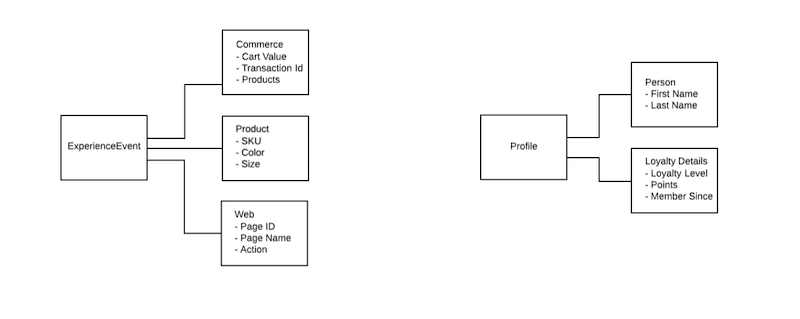 ExperienceEvent
Commerce
- Cart Value
- Transaction Id
- Products
Product
- SKU
- Color
- Size
Web
- Page ID
- Page Name
- Action
Profile
Person
- First Name
- Last Name
Loyalty Details
- Loyalty Level
- Points
- Member Since